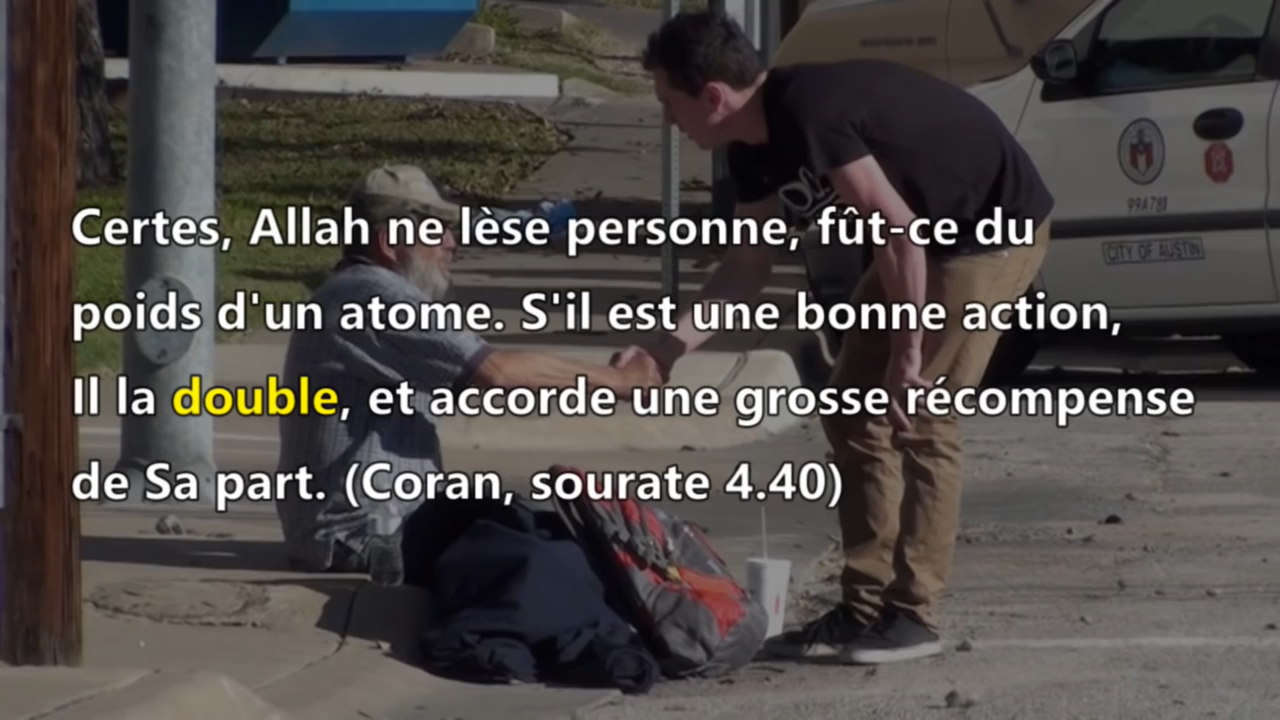 Certes, Allah ne lèse personne, fût-ce du
poids d'un atome. S'il est une bonne action,
Il la double, et accorde une grosse récompense
de Sa part. (Coran, sourate 4.40)
99A781
CITY OF AUSTIN